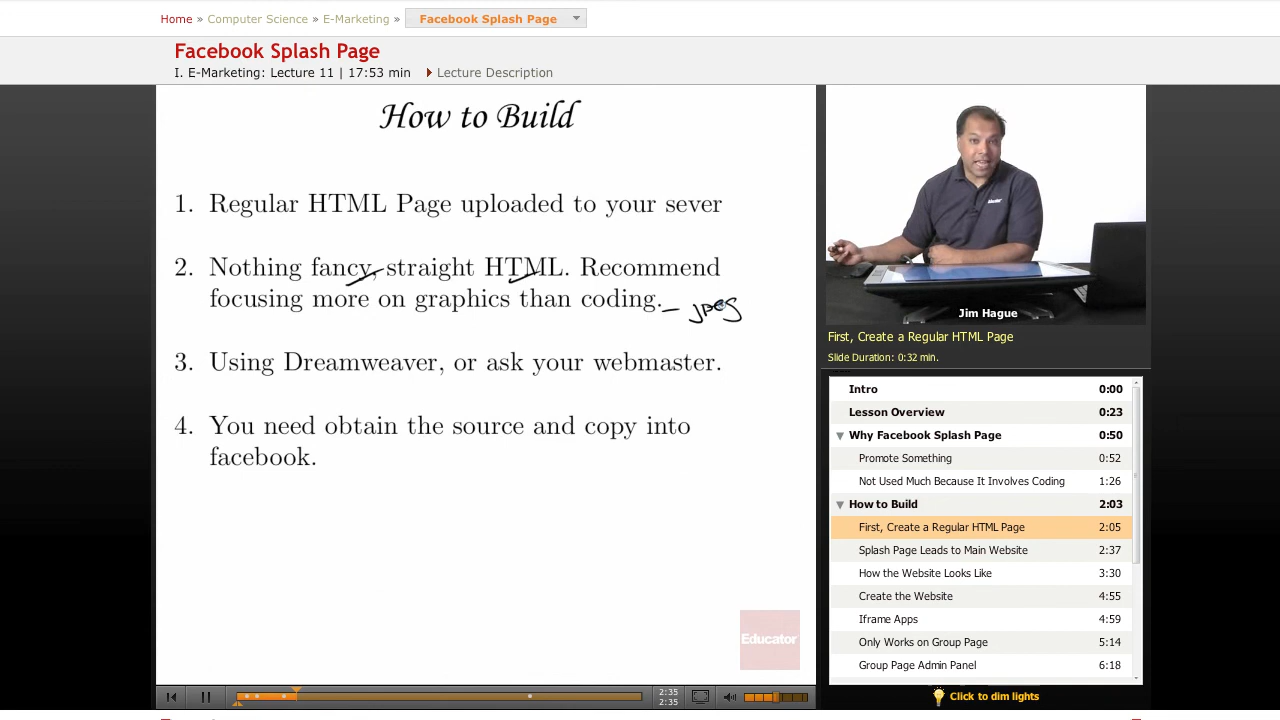 Home » Computer Science » E-Marketing » Facebook Splash Page
Facebook Splash Page
I. E-Marketing: Lecture 11 | 17:53 min Lecture Description
How to Build
1. Regular HTML Page uploaded to your sever
2. Nothing fancy, straight HTML. Recommend
focusing more on graphics than coding. – jpeg
3. Using Dreamweaver, or ask your webmaster.
4. You need obtain the source and copy into
facebook.
Educator
2:35
2:35
Jim Hague
First, Create a Regular HTML Page
Slide Duration: 0:32 min.
Intro 0:00
Lesson Overview 0:23
Why Facebook Splash Page 0:50
Promote Something 0:52
Not Used Much Because It Involves Coding 1:26
How to Build 2:03
First, Create a Regular HTML Page 2:05
Splash Page Leads to Main Website 2:37
How the Website Looks Like 3:30
Create the Website 4:55
Iframe Apps 4:59
Only Works on Group Page 5:14
Group Page Admin Panel 6:18
Click to dim lights